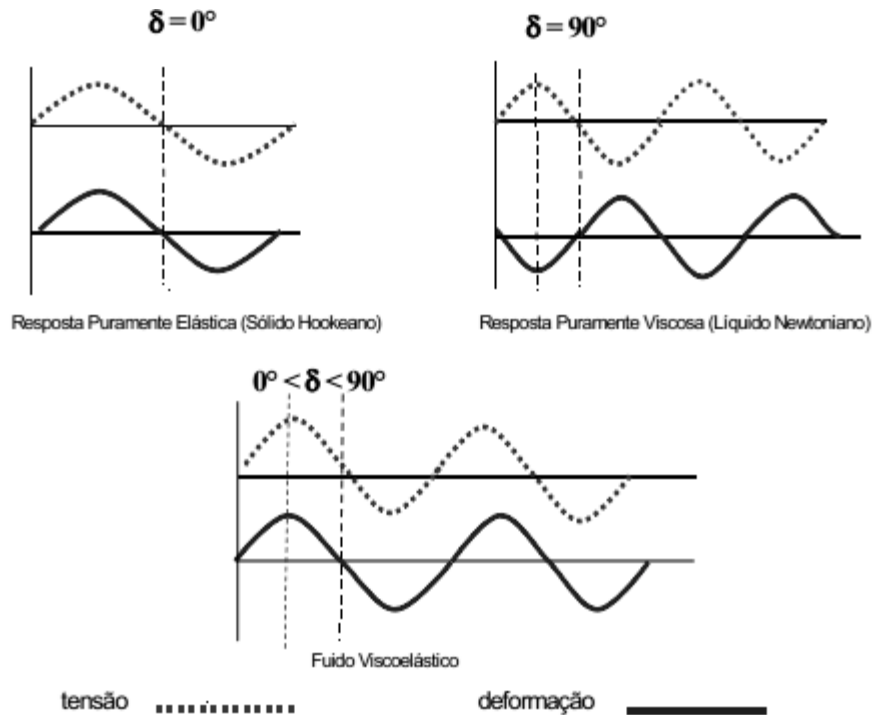 δ = 0°
δ = 90°
Resposta Puramente Elástica (Sólido Hookeano)
Resposta Puramente Viscosa (Líquido Newtoniano)
0° < δ < 90°
Fuido Viscoelástico
tensão
deformação